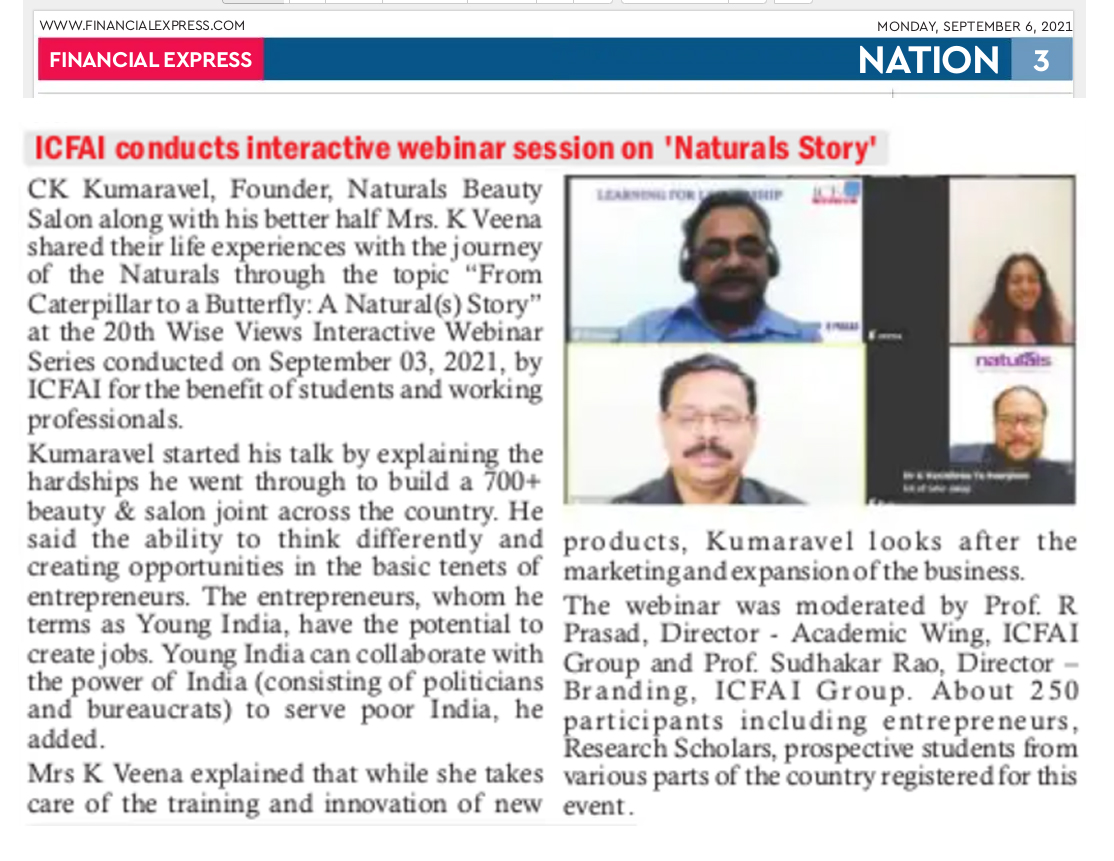 WWW.FINANCIALEXPRESS.COM
MONDAY, SEPTEMBER 6, 2021
FINANCIAL EXPRESS
NATION 3
ICFAI conducts interactive webinar session on 'Naturals Story'
CK Kumaravel, Founder, Naturals Beauty
Salon along with his better half Mrs. K Veena
shared their life experiences with the journey
of the Naturals through the topic “From
Caterpillar to a Butterfly: A Natural(s) Story”
at the 20th Wise Views Interactive Webinar
Series conducted on September 03, 2021, by
ICFAI for the benefit of students and working
professionals.
Kumaravel started his talk by explaining the
hardships he went through to build a 700+
beauty & salon joint across the country. He
said the ability to think differently and
creating opportunities in the basic tenets of
entrepreneurs. The entrepreneurs, whom he
terms as Young India, have the potential to
create jobs. Young India can collaborate with
the power of India (consisting of politicians
and bureaucrats) to serve poor India, he
added.
Mrs K Veena explained that while she takes
care of the training and innovation of new
LEARNING FOR
naturals
products, Kumaravel looks after the
marketing and expansion of the business.
The webinar was moderated by Prof. R
Prasad, Director - Academic Wing, ICFAI
Group and Prof. Sudhakar Rao, Director –
Branding, ICFAI Group. About 250
participants including entrepreneurs,
Research Scholars, prospective students from
various parts of the country registered for this
event.